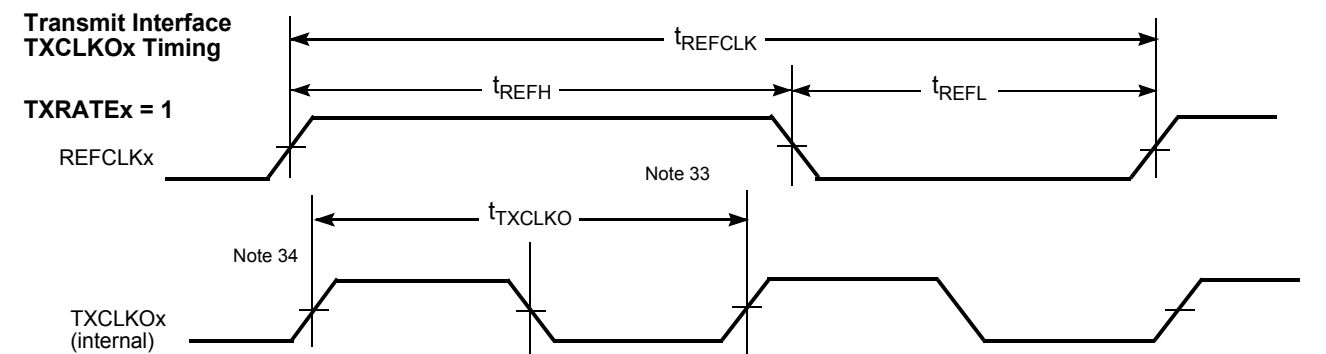 Transmit Interface
TXCLKOx Timing
tREFCLK
tREFH
tREFL
TXRATEx = 1
REFCLKx
Note 33
tTXCLKO
Note 34
TXCLKOx
(internal)